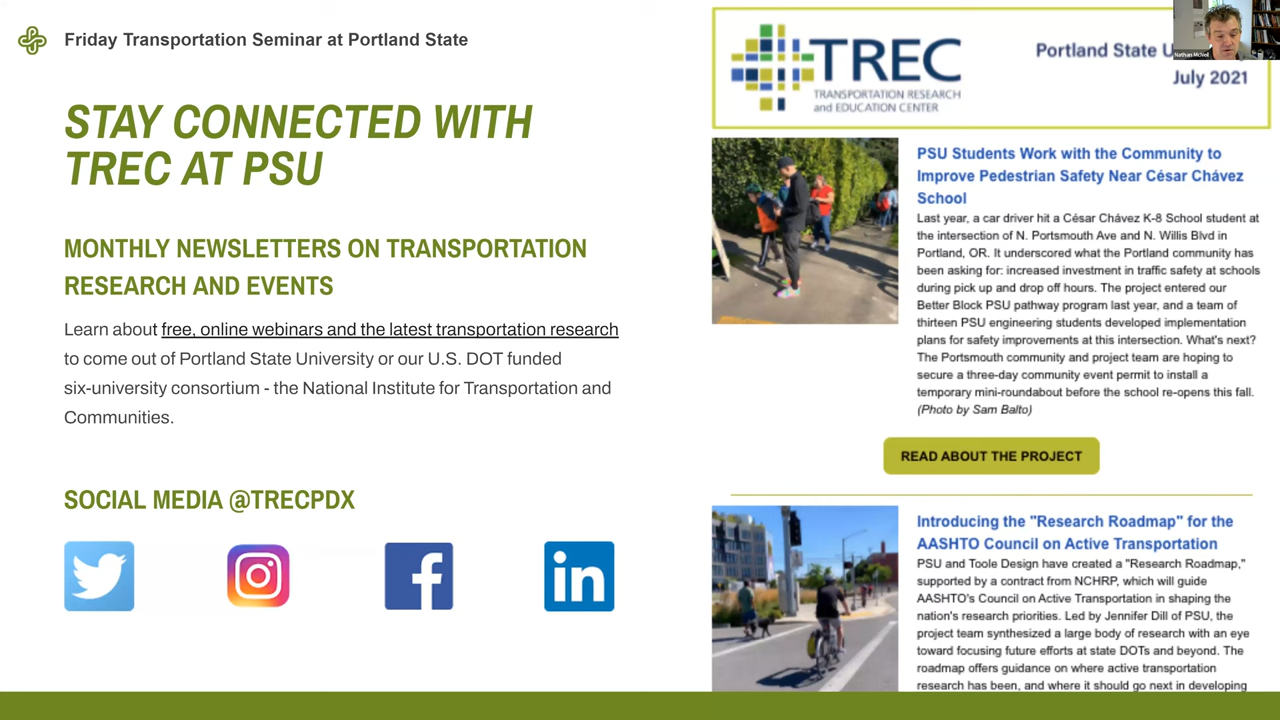 Friday Transportation Seminar at Portland State
STAY CONNECTED WITH
TREC AT PSU
MONTHLY NEWSLETTERS ON TRANSPORTATION
RESEARCH AND EVENTS
Learn about free, online webinars and the latest transportation research
to come out of Portland State University or our U.S. DOT funded
six-university consortium - the National Institute for Transportation and
Communities.
SOCIAL MEDIA @TRECPDX
TREC
TRANSPORTATION RESEARCH
and EDUCATION CENTER
Portland State
July 2021
Nathan McNeil
PSU Students Work with the Community to
Improve Pedestrian Safety Near César Chávez
School
Last year, a car driver hit a César Chávez K-8 School student at
the intersection of N. Portsmouth Ave and N. Willis Blvd in
Portland, OR. It underscored what the Portland community has
been asking for: increased investment in traffic safety at schools
during pick up and drop off hours. The project entered our
Better Block PSU pathway program last year, and a team of
thirteen PSU engineering students developed implementation
plans for safety improvements at this intersection. What's next?
The Portsmouth community and project team are hoping to
secure a three-day community event permit to install a
temporary mini-roundabout before the school re-opens this fall.
(Photo by Sam Balto)
READ ABOUT THE PROJECT
Introducing the "Research Roadmap" for the
AASHTO Council on Active Transportation
PSU and Toole Design have created a "Research Roadmap,"
supported by a contract from NCHRP, which will guide
AASHTO's Council on Active Transportation in shaping the
nation's research priorities. Led by Jennifer Dill of PSU, the
project team synthesized a large body of research with an eye
toward focusing future efforts at state DOTs and beyond. The
roadmap offers guidance on where active transportation
research has been, and where it should go next in developing